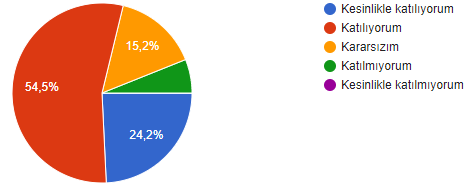 15,2%
54,5%
24,2%
Kesinlikle katılıyorum
Katılıyorum
Kararsızım
Katılmıyorum
Kesinlikle katılmıyorum